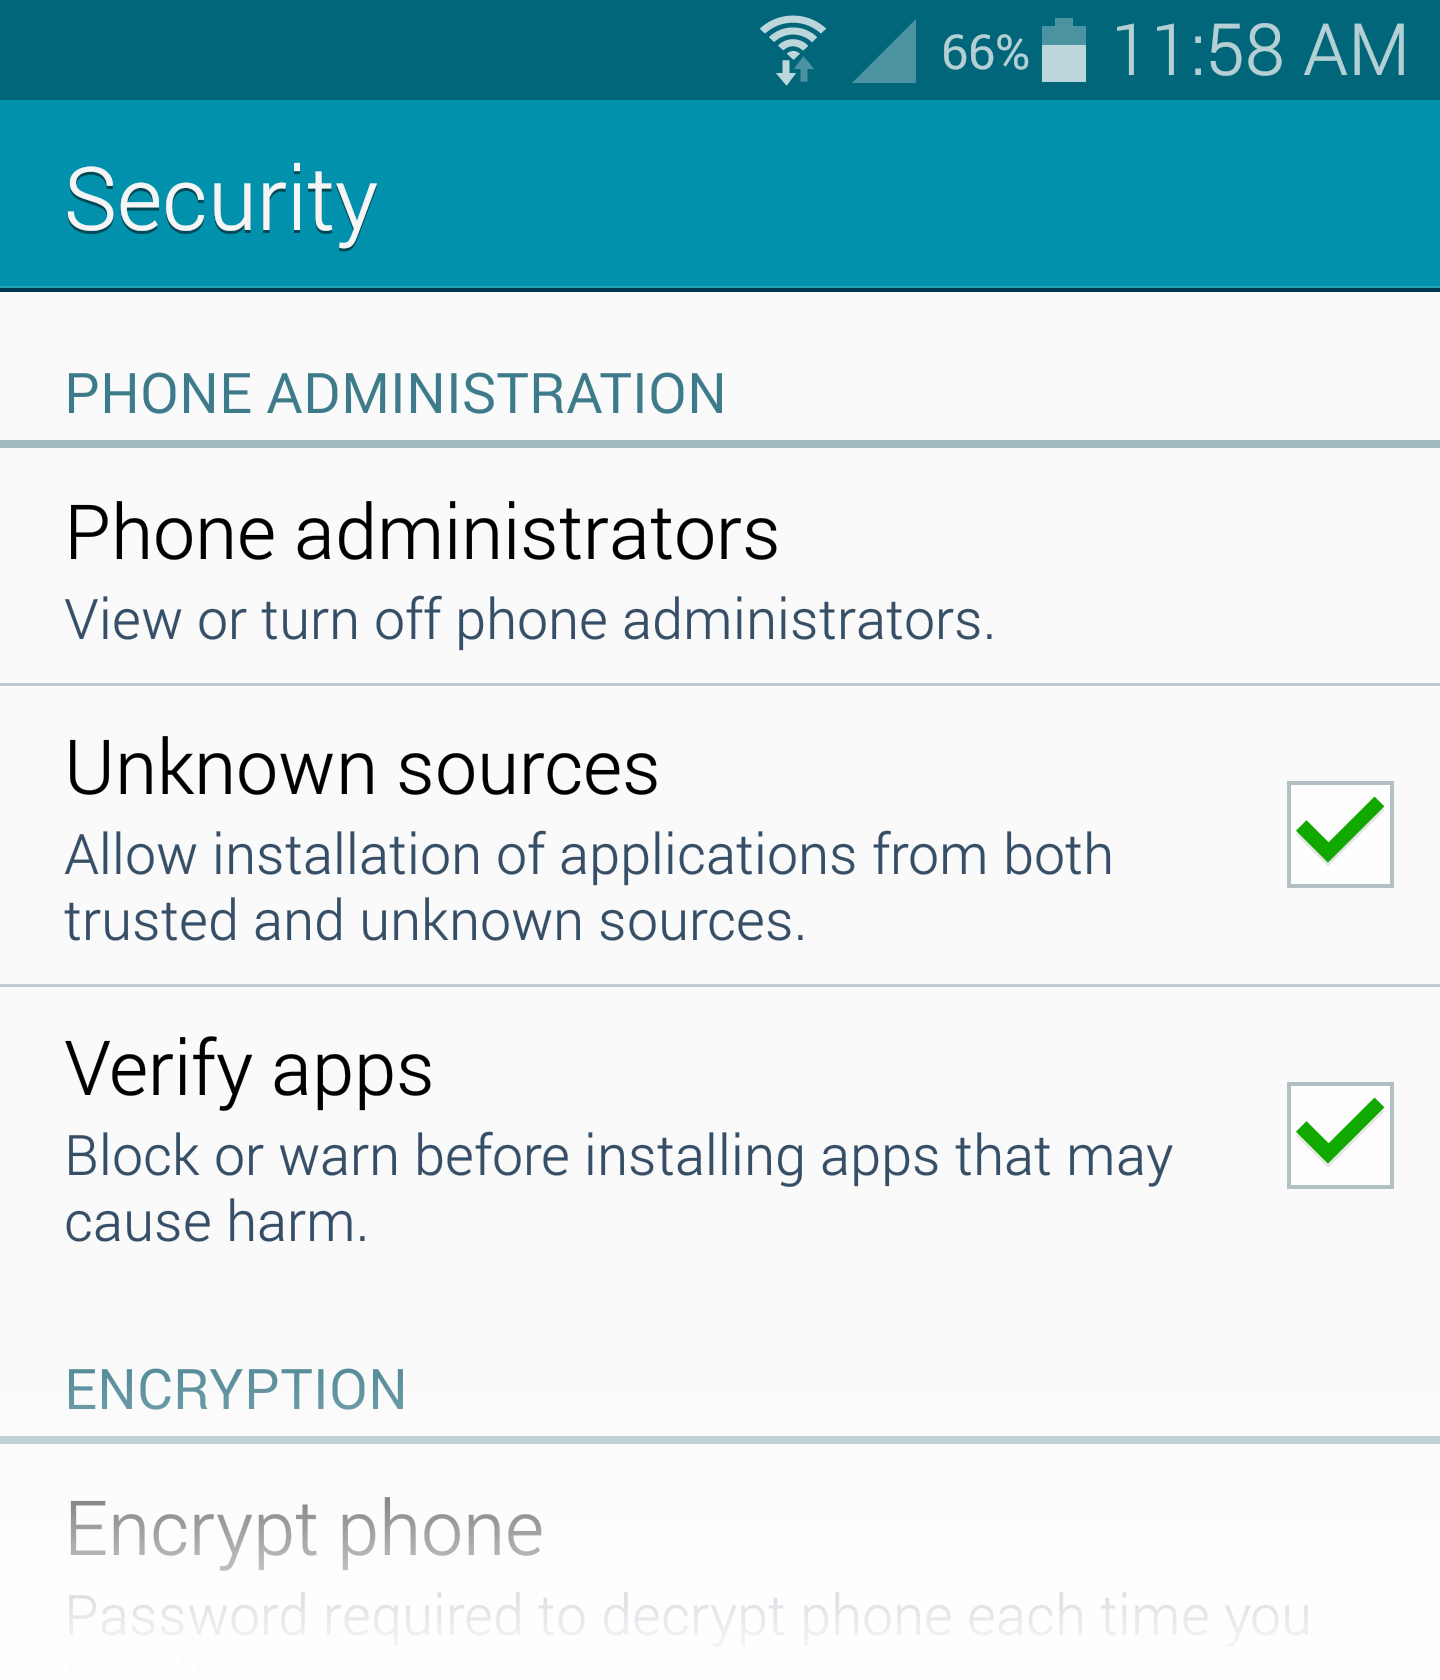 66% 11:58 AM
Security
PHONE ADMINISTRATION
Phone administrators
View or turn off phone administrators.
Unknown sources
Allow installation of applications from both
trusted and unknown sources.
Verify apps
Block or warn before installing apps that may
cause harm.
ENCRYPTION
Encrypt phone
Password required to decrypt phone each time you